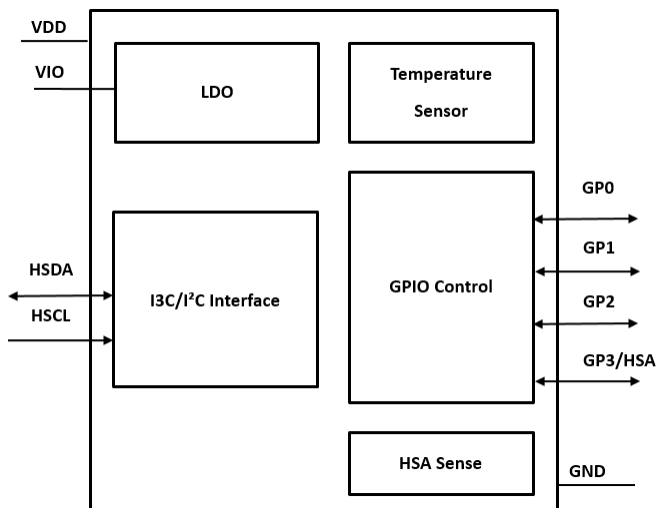 VDD
VIO
LDO
Temperature
Sensor
GP0
GP1
HSDA
I3C/I²C Interface
GPIO Control
HSCL
GP2
GP3/HSA
HSA Sense
GND